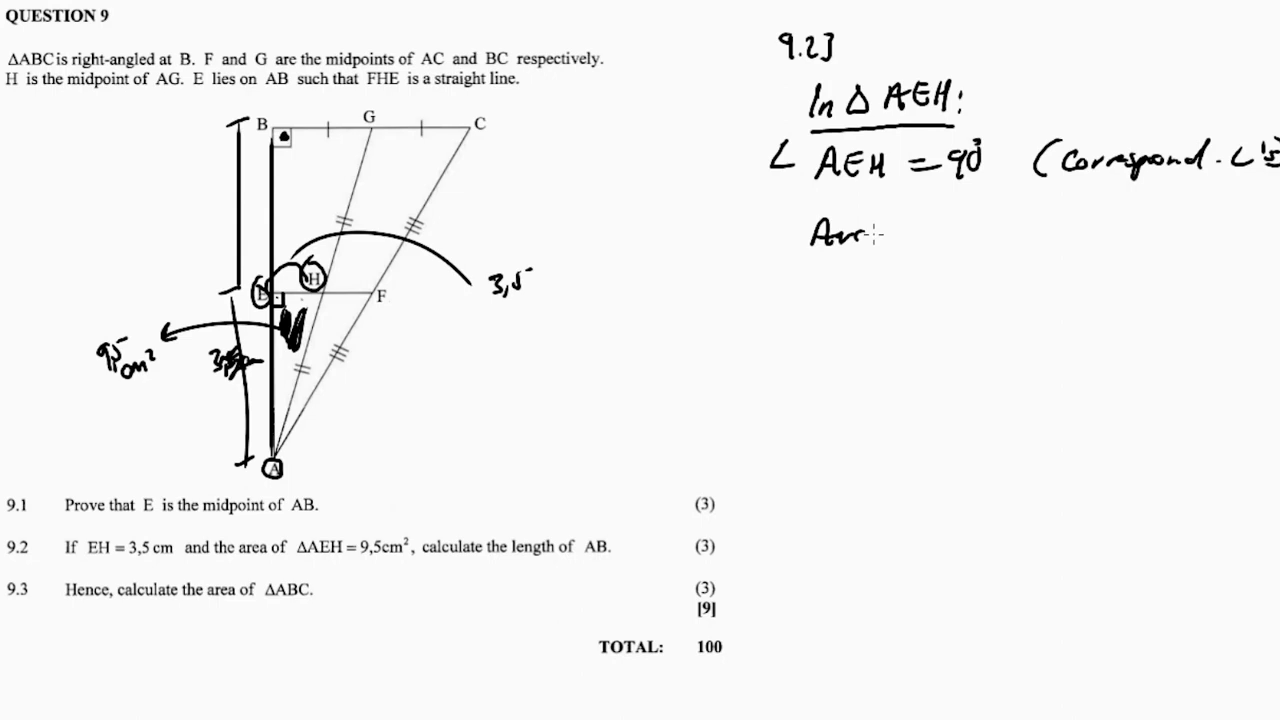 QUESTION 9
ΔABC is right-angled at B. F and G are the midpoints of AC and BC respectively.
H is the midpoint of AG. E lies on AB such that FHE is a straight line.
B
G
C
H
E
F
A
3,5
9,5 cm²
9.1 Prove that E is the midpoint of AB. (3)
9.2 If EH = 3,5 cm and the area of ΔAEH = 9,5cm², calculate the length of AB. (3)
9.3 Hence, calculate the area of ΔABC. (3)
[9]
TOTAL: 100
9.2]
In Δ AEH:
∠ AEH = 90° (Correspond. ∠'s